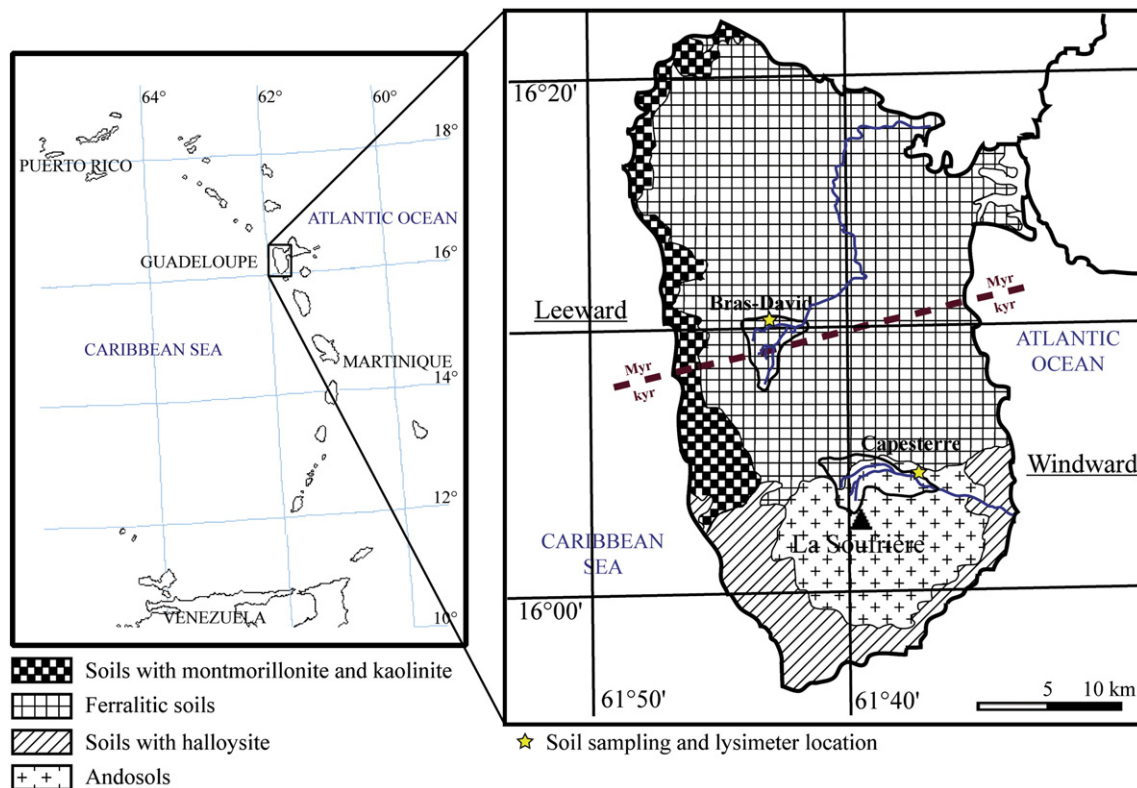 64°
62°
60°
18°
PUERTO RICO
ATLANTIC OCEAN
GUADELOUPE
16°
CARIBBEAN SEA
MARTINIQUE
14°
12°
VENEZUELA
10°
16°20'
Bras-David
Myr
kyr
Leeward
ATLANTIC
OCEAN
Myr
kyr
Capesterre
Windward
CARIBBEAN
SEA
La Soufrière
16°00'
61°50'
61°40'
5 10 km
Soils with montmorillonite and kaolinite
Ferralitic soils
Soils with halloysite
Andosols
Soil sampling and lysimeter location